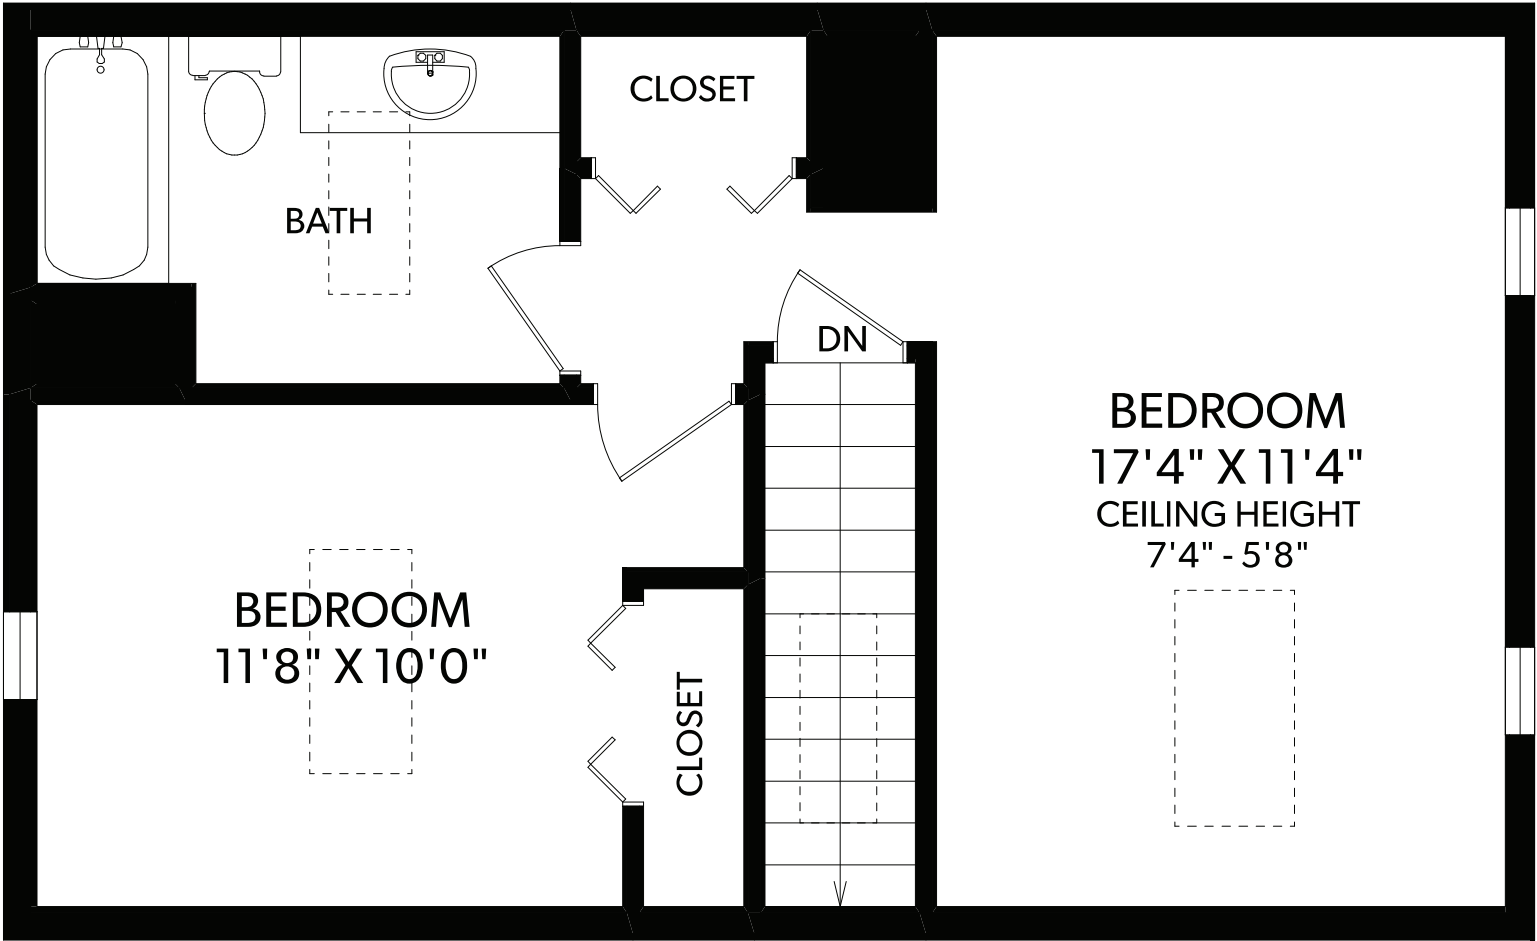 CLOSET
BATH
DN
BEDROOM
17'4" X 11'4"
CEILING HEIGHT
7'4" - 5'8"
BEDROOM
11'8" X 10'0"
CLOSET